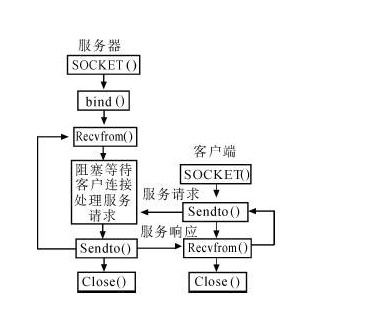 服务器
SOCKET()
bind()
Recvfrom()
客户端
阻塞等待
客户连接
处理服务
请求
SOCKET()
服务请求
Sendto()
服务响应
Sendto()
Recvfrom()
Close()
Close()